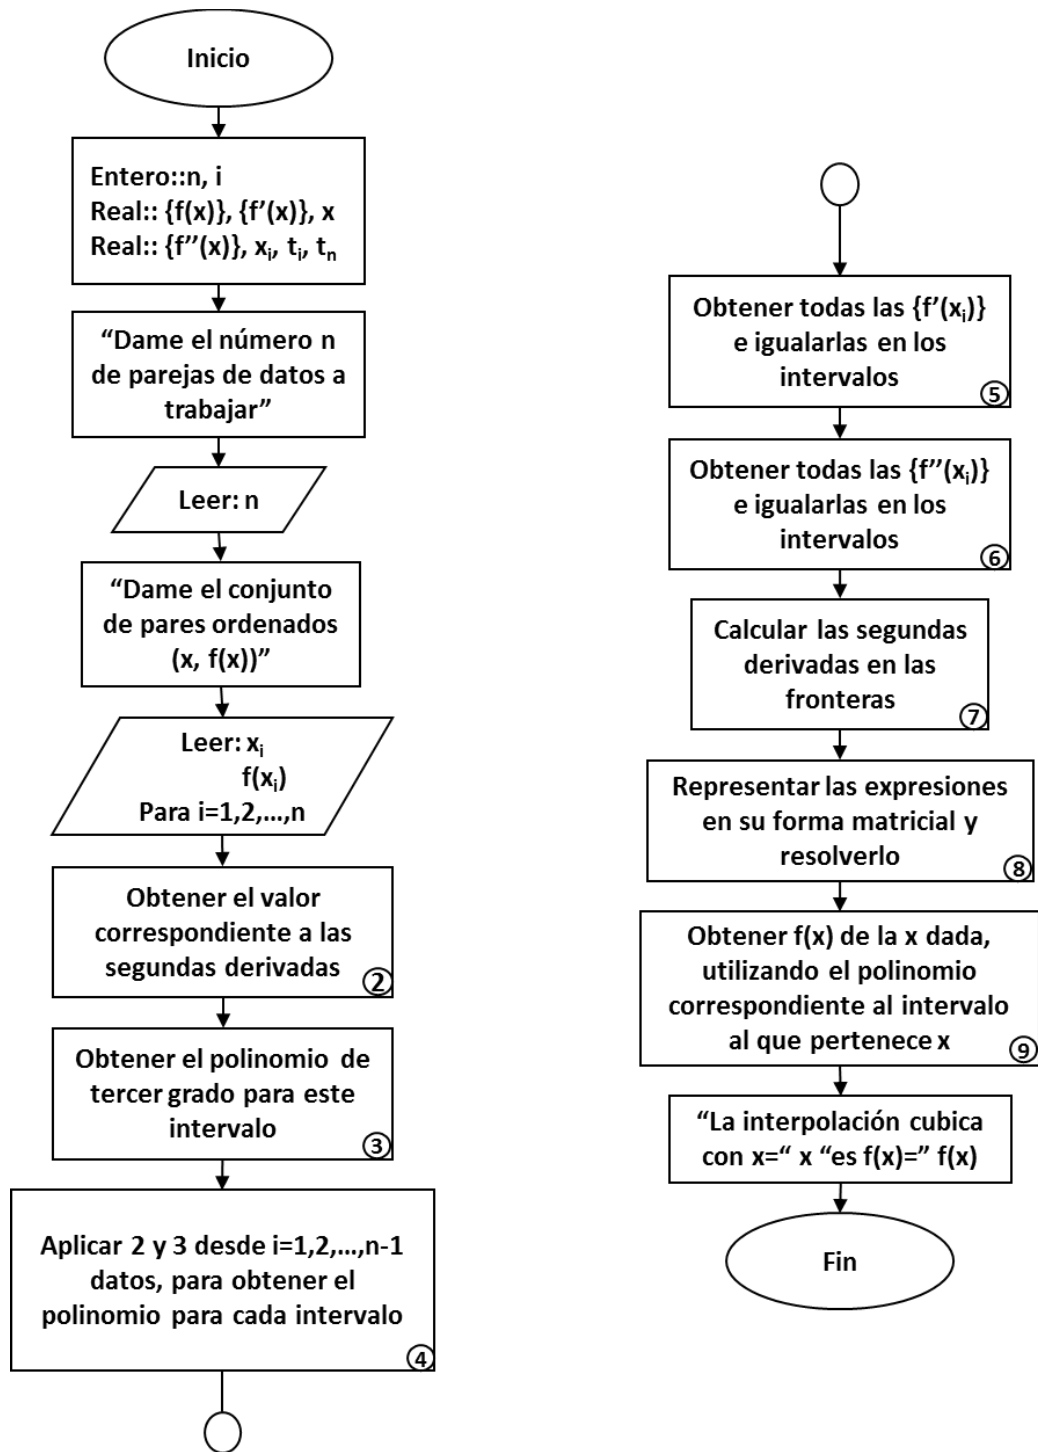 Inicio
Entero::n, i
Real:: {f(x)}, {f’(x)}, x
Real:: {f’’(x)}, xᵢ, tᵢ, tₙ
“Dame el número n
de parejas de datos a
trabajar”
Leer: n
“Dame el conjunto
de pares ordenados
(x, f(x))”
Leer: xᵢ
f(xᵢ)
Para i=1,2,...,n
Obtener el valor
correspondiente a las
segundas derivadas
②
Obtener el polinomio de
tercer grado para este
intervalo
③
Aplicar 2 y 3 desde i=1,2,...,n-1
datos, para obtener el
polinomio para cada intervalo
④
Obtener todas las {f’(xᵢ)}
e igualarlas en los
intervalos
⑤
Obtener todas las {f’’(xᵢ)}
e igualarlas en los
intervalos
⑥
Calcular las segundas
derivadas en las
fronteras
⑦
Representar las expresiones
en su forma matricial y
resolverlo
⑧
Obtener f(x) de la x dada,
utilizando el polinomio
correspondiente al intervalo
al que pertenece x
⑨
“La interpolación cubica
con x=“ x “es f(x)=” f(x)
Fin